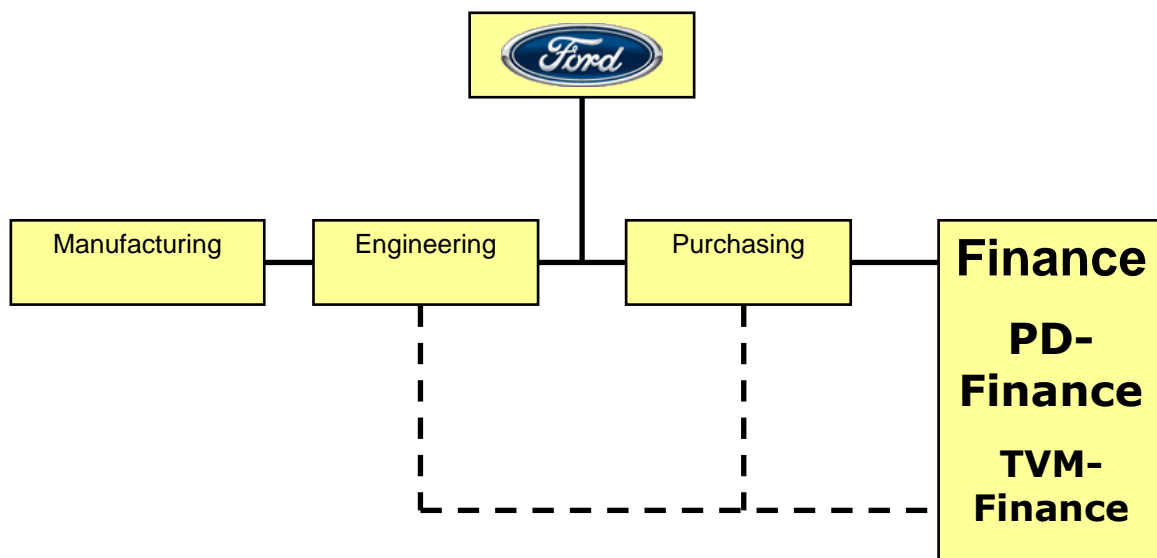 Ford
Manufacturing
Engineering
Purchasing
Finance
PD-
Finance
TVM-
Finance